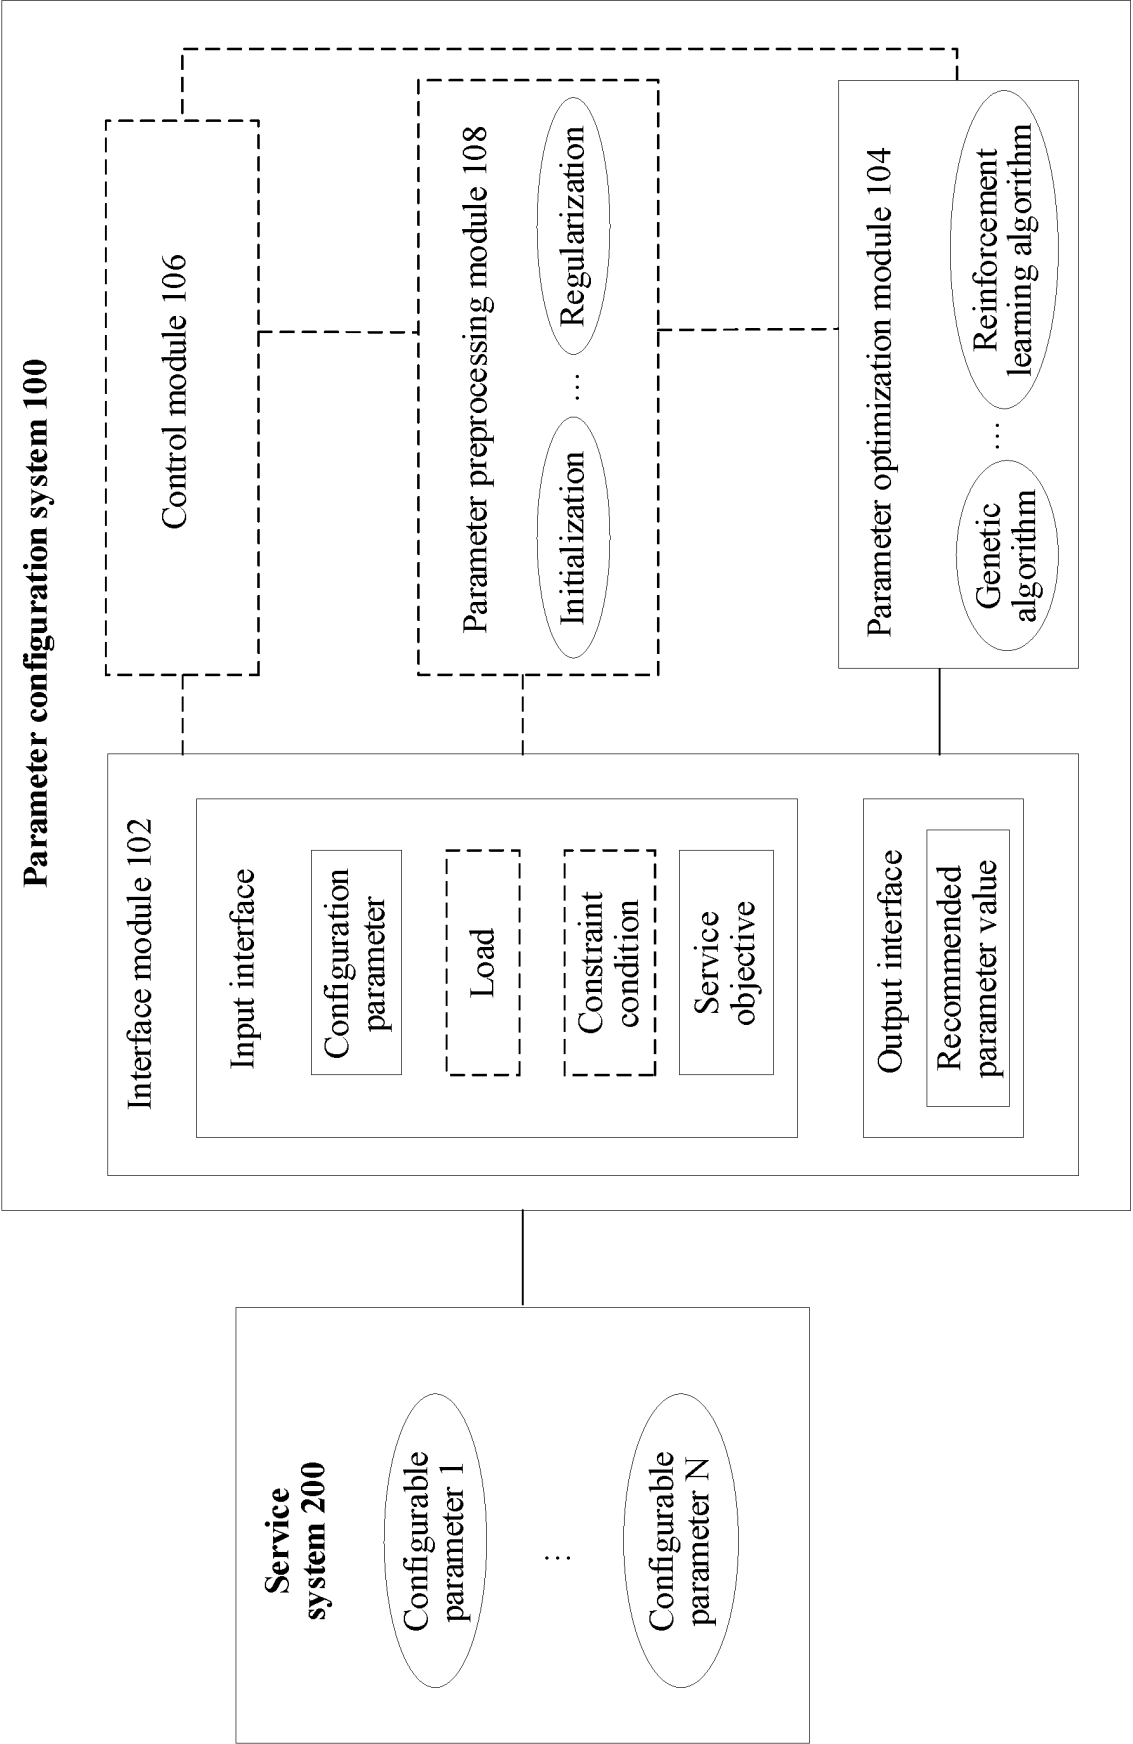 Parameter configuration system 100
Service
system 200
Configurable
parameter 1
...
Configurable
parameter N
Interface module 102
Input interface
Configuration
parameter
Load
Constraint
condition
Service
objective
Output interface
Recommended
parameter value
Control module 106
Parameter preprocessing module 108
Initialization
...
Regularization
Parameter optimization module 104
Genetic
algorithm
...
Reinforcement
learning algorithm